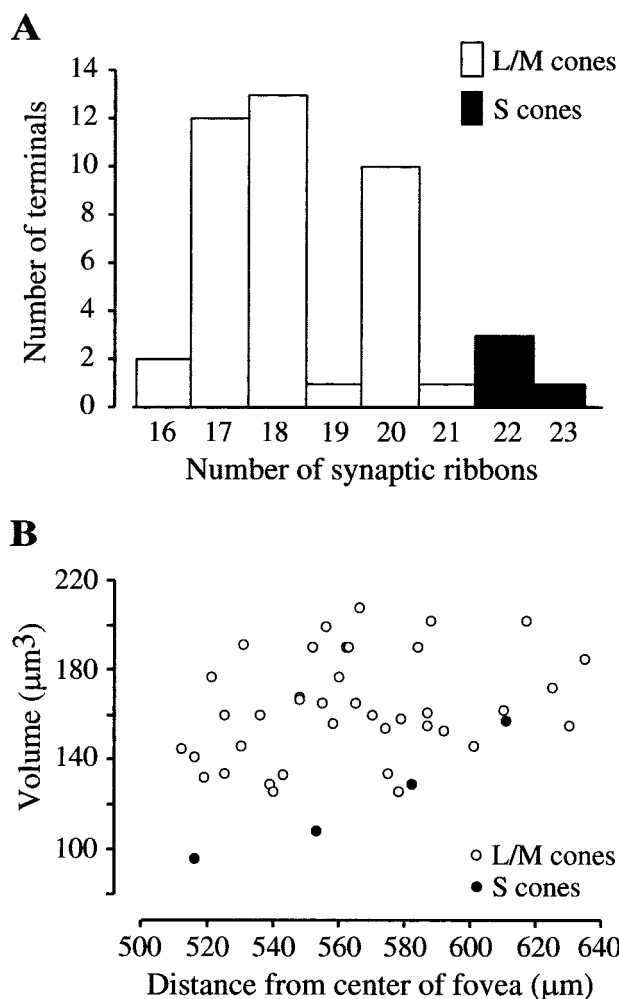 A
L/M cones
S cones
Number of terminals
14
12
10
8
6
4
2
0
16 17 18 19 20 21 22 23
Number of synaptic ribbons
B
Volume (μm3)
220
180
140
100
L/M cones
S cones
500 520 540 560 580 600 620 640
Distance from center of fovea (μm)